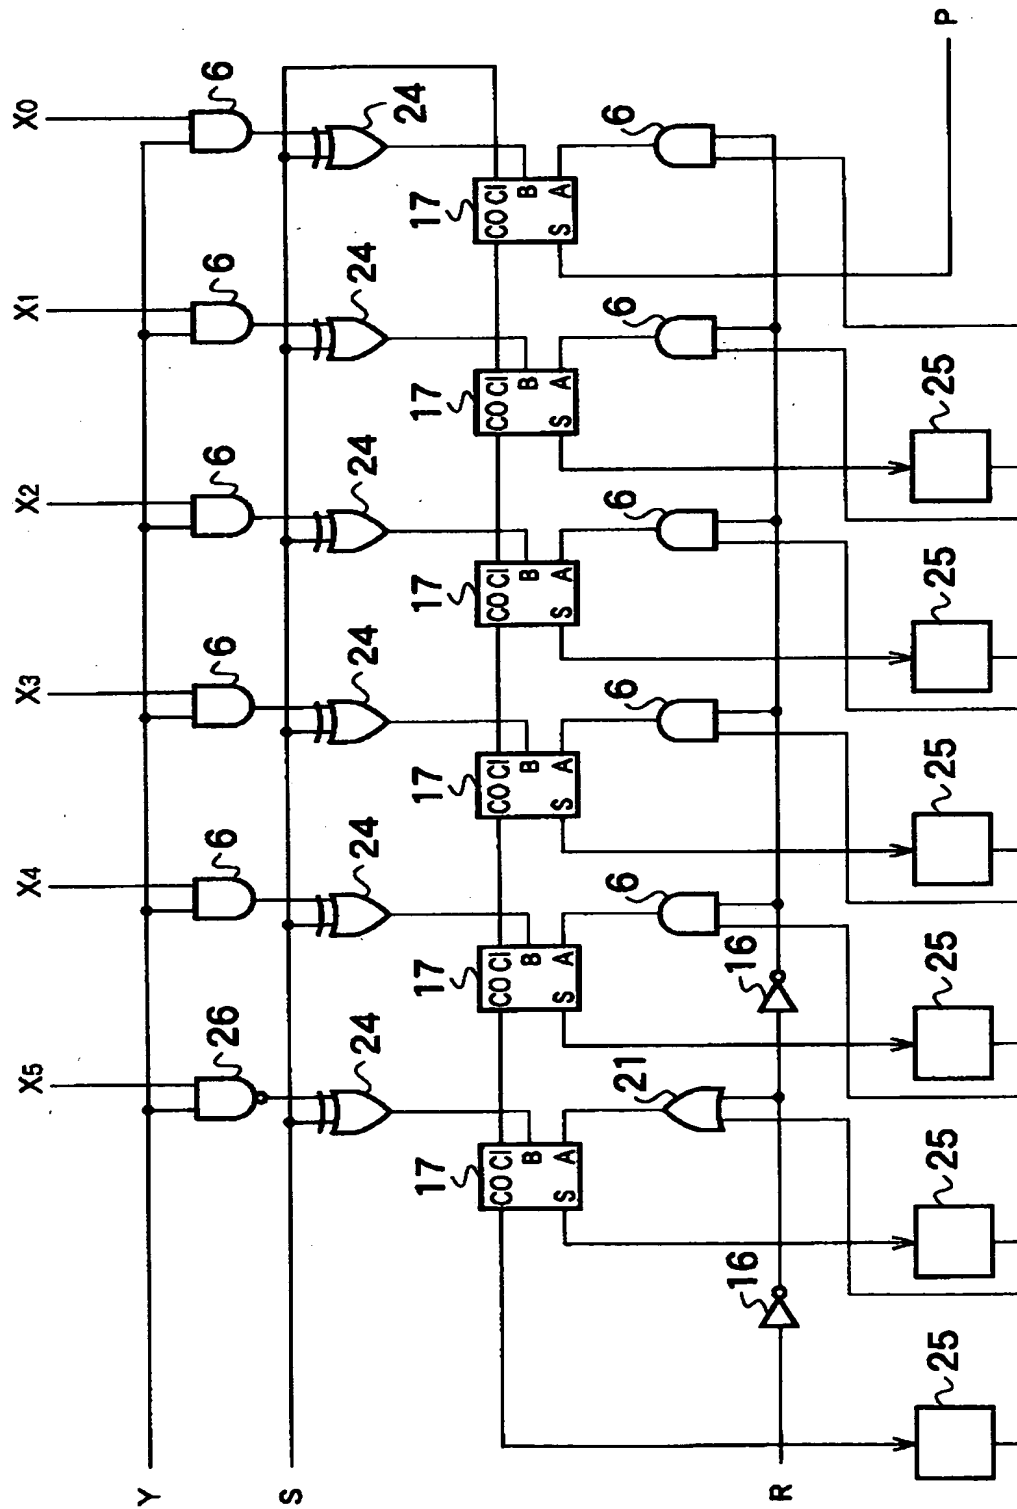 X5 X4 X3 X2 X1 X0
Y
26 6 6 6 6 6
S
24 24 24 24 24 24
17 17 17 17 17 17
CO CI CO CI CO CI CO CI CO CI CO CI
B B B B B B
S A S A S A S A S A S A
21 6 6 6 6 6
16 16
R
25 25 25 25 25 25
P